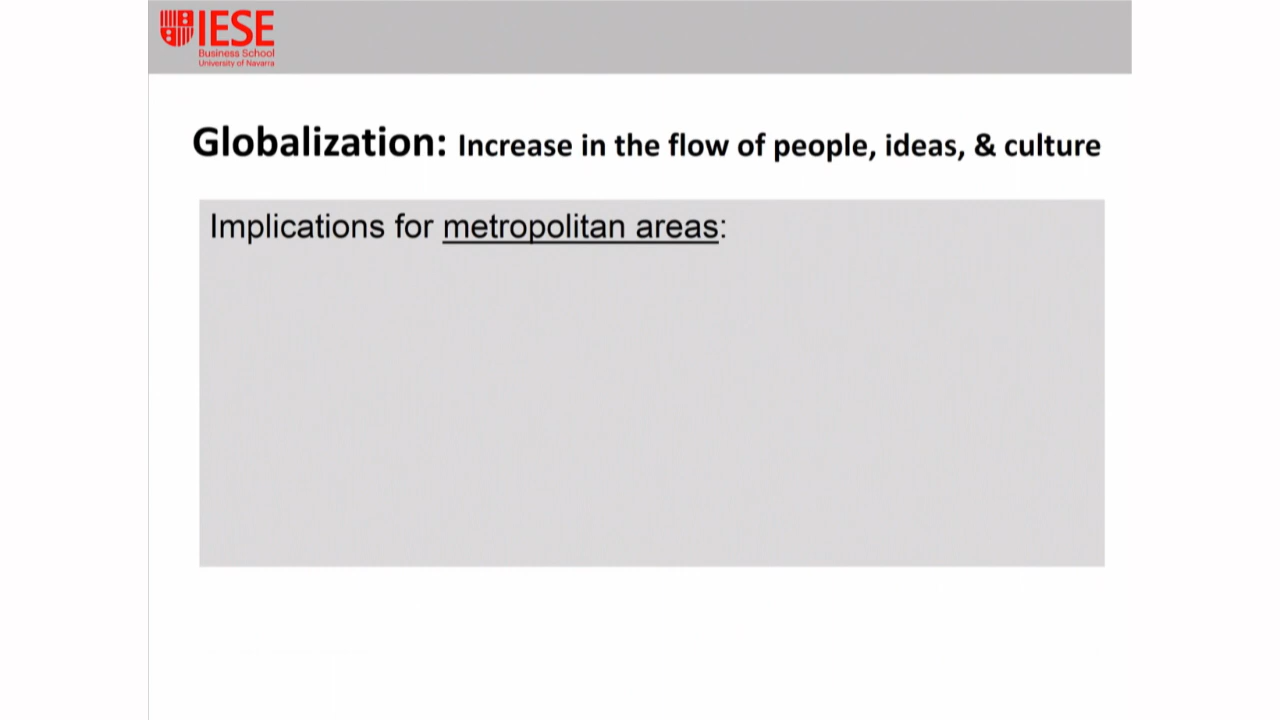 IESE
Business School
University of Navarra
Globalization: Increase in the flow of people, ideas, & culture
Implications for metropolitan areas: